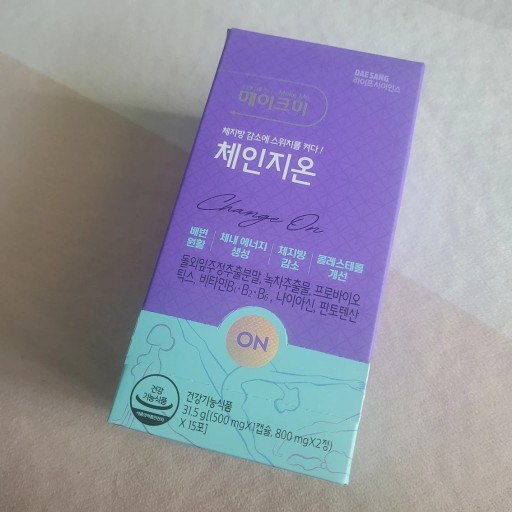 DAESANG
라이프사이언스
메이크미
체지방 감소에 스위치를 켜다!
체인지온
Change On
배변
원활
체내 에너지
생성
체지방
감소
콜레스테롤
개선
돌외잎주정추출분말, 녹차추출물, 프로바이오
틱스, 비타민B₁·B₂·B₆, 나이아신, 판토텐산
ON
건강
기능식품
건강기능식품
31.5 g[(500 mgX1캡슐, 800 mgX2정)
X 15포]